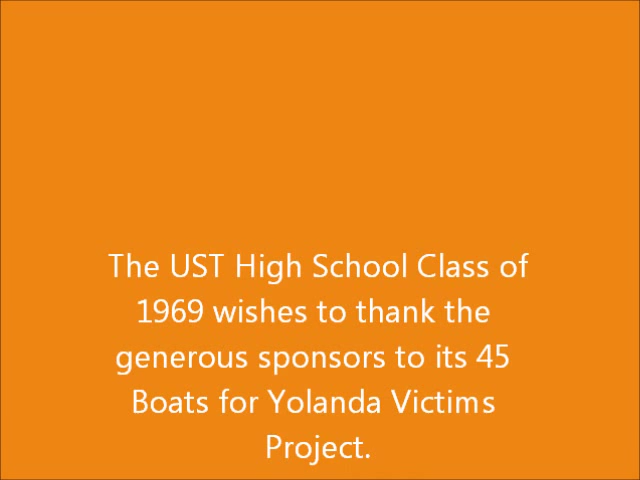 The UST High School Class of
1969 wishes to thank the
generous sponsors to its 45
Boats for Yolanda Victims
Project.